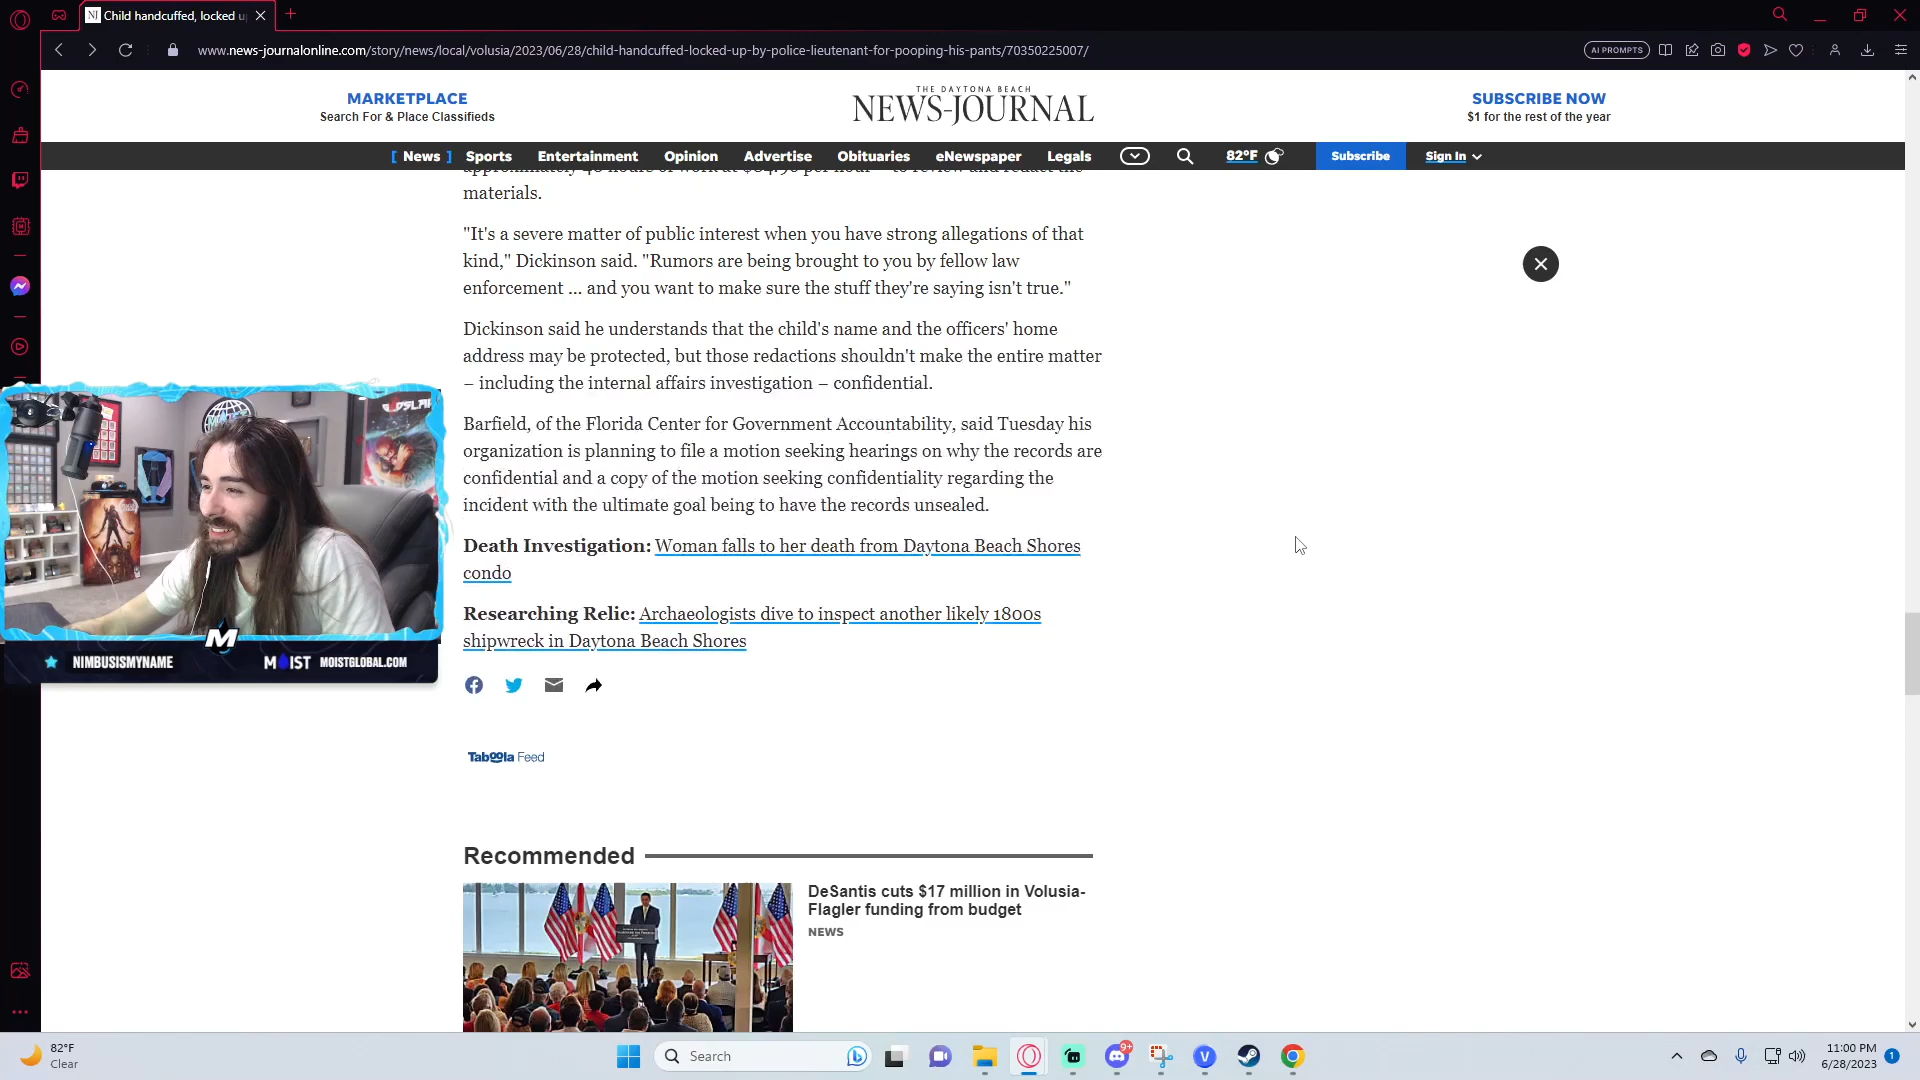 Child handcuffed, locked u
www.news-journalonline.com/story/news/local/volusia/2023/06/28/child-handcuffed-locked-up-by-police-lieutenant-for-pooping-his-pants/70350225007/
AI PROMPTS
MARKETPLACE
Search For & Place Classifieds
THE DAYTONA BEACH
NEWS-JOURNAL
SUBSCRIBE NOW
$1 for the rest of the year
[ News ] Sports Entertainment Opinion Advertise Obituaries eNewspaper Legals 82°F Subscribe Sign In
materials.
"It's a severe matter of public interest when you have strong allegations of that
kind," Dickinson said. "Rumors are being brought to you by fellow law
enforcement ... and you want to make sure the stuff they're saying isn't true."
Dickinson said he understands that the child's name and the officers' home
address may be protected, but those redactions shouldn't make the entire matter
– including the internal affairs investigation – confidential.
Barfield, of the Florida Center for Government Accountability, said Tuesday his
organization is planning to file a motion seeking hearings on why the records are
confidential and a copy of the motion seeking confidentiality regarding the
incident with the ultimate goal being to have the records unsealed.
Death Investigation: Woman falls to her death from Daytona Beach Shores
condo
Researching Relic: Archaeologists dive to inspect another likely 1800s
shipwreck in Daytona Beach Shores
M
NIMBUSISMYNAME
MOIST MOISTGLOBAL.COM
Taboola Feed
Recommended
DeSantis cuts $17 million in Volusia-
Flagler funding from budget
NEWS
82°F
Clear
Search
9+
11:00 PM
6/28/2023
1